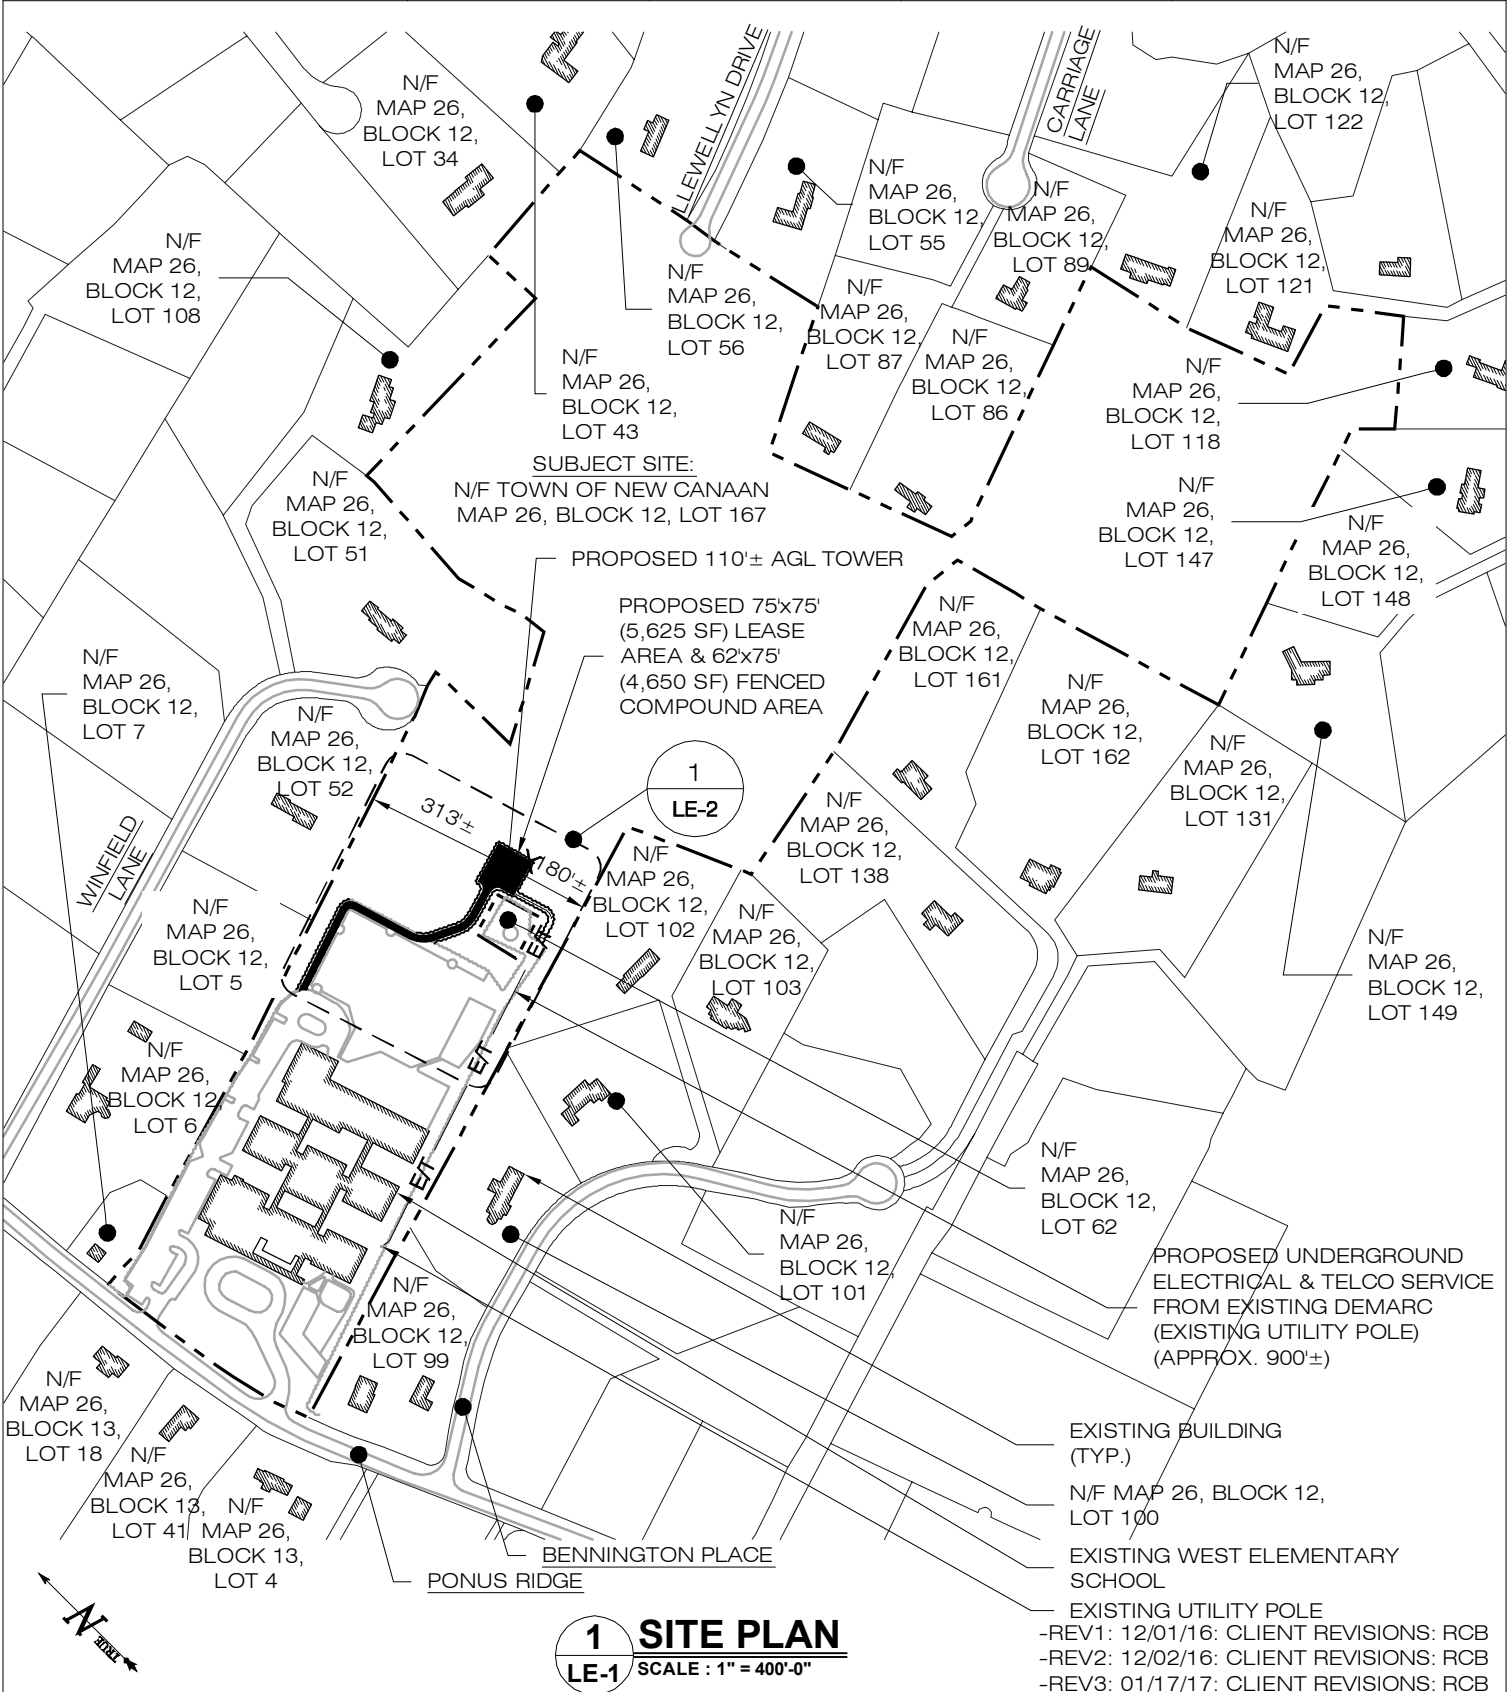 N/F
MAP 26,
BLOCK 12,
LOT 34
LLEWELLYN DRIVE
CARRIAGE
LANE
N/F
MAP 26,
BLOCK 12,
LOT 122
N/F
MAP 26,
BLOCK 12,
LOT 55
N/F
MAP 26,
BLOCK 12,
LOT 89
N/F
MAP 26,
BLOCK 12,
LOT 121
N/F
MAP 26,
BLOCK 12,
LOT 108
N/F
MAP 26,
BLOCK 12,
LOT 56
N/F
MAP 26,
BLOCK 12,
LOT 87
N/F
MAP 26,
BLOCK 12,
LOT 86
N/F
MAP 26,
BLOCK 12,
LOT 43
N/F
MAP 26,
BLOCK 12,
LOT 118
SUBJECT SITE:
N/F TOWN OF NEW CANAAN
MAP 26, BLOCK 12, LOT 167
N/F
MAP 26,
BLOCK 12,
LOT 51
N/F
MAP 26,
BLOCK 12,
LOT 147
N/F
MAP 26,
BLOCK 12,
LOT 148
PROPOSED 110'± AGL TOWER
PROPOSED 75'x75'
(5,625 SF) LEASE
AREA & 62'x75'
(4,650 SF) FENCED
COMPOUND AREA
N/F
MAP 26,
BLOCK 12,
LOT 161
N/F
MAP 26,
BLOCK 12,
LOT 7
N/F
MAP 26,
BLOCK 12,
LOT 52
N/F
MAP 26,
BLOCK 12,
LOT 162
N/F
MAP 26,
BLOCK 12,
LOT 131
1
LE-2
313'±
180'±
N/F
MAP 26,
BLOCK 12,
LOT 138
WINFIELD
LANE
N/F
MAP 26,
BLOCK 12,
LOT 102
N/F
MAP 26,
BLOCK 12,
LOT 5
N/F
MAP 26,
BLOCK 12,
LOT 103
E/T
N/F
MAP 26,
BLOCK 12,
LOT 149
N/F
MAP 26,
BLOCK 12,
LOT 6
E/T
E/T
N/F
MAP 26,
BLOCK 12,
LOT 62
N/F
MAP 26,
BLOCK 12,
LOT 101
PROPOSED UNDERGROUND
ELECTRICAL & TELCO SERVICE
FROM EXISTING DEMARC
(EXISTING UTILITY POLE)
(APPROX. 900'±)
N/F
MAP 26,
BLOCK 12,
LOT 99
N/F
MAP 26,
BLOCK 13,
LOT 18
N/F
MAP 26,
BLOCK 13,
LOT 41
N/F
MAP 26,
BLOCK 13,
LOT 4
EXISTING BUILDING
(TYP.)
N/F MAP 26, BLOCK 12,
LOT 100
BENNINGTON PLACE
PONUS RIDGE
EXISTING WEST ELEMENTARY
SCHOOL
EXISTING UTILITY POLE
N
TRUE
1
LE-1
SITE PLAN
SCALE : 1" = 400'-0"
-REV1: 12/01/16: CLIENT REVISIONS: RCB
-REV2: 12/02/16: CLIENT REVISIONS: RCB
-REV3: 01/17/17: CLIENT REVISIONS: RCB